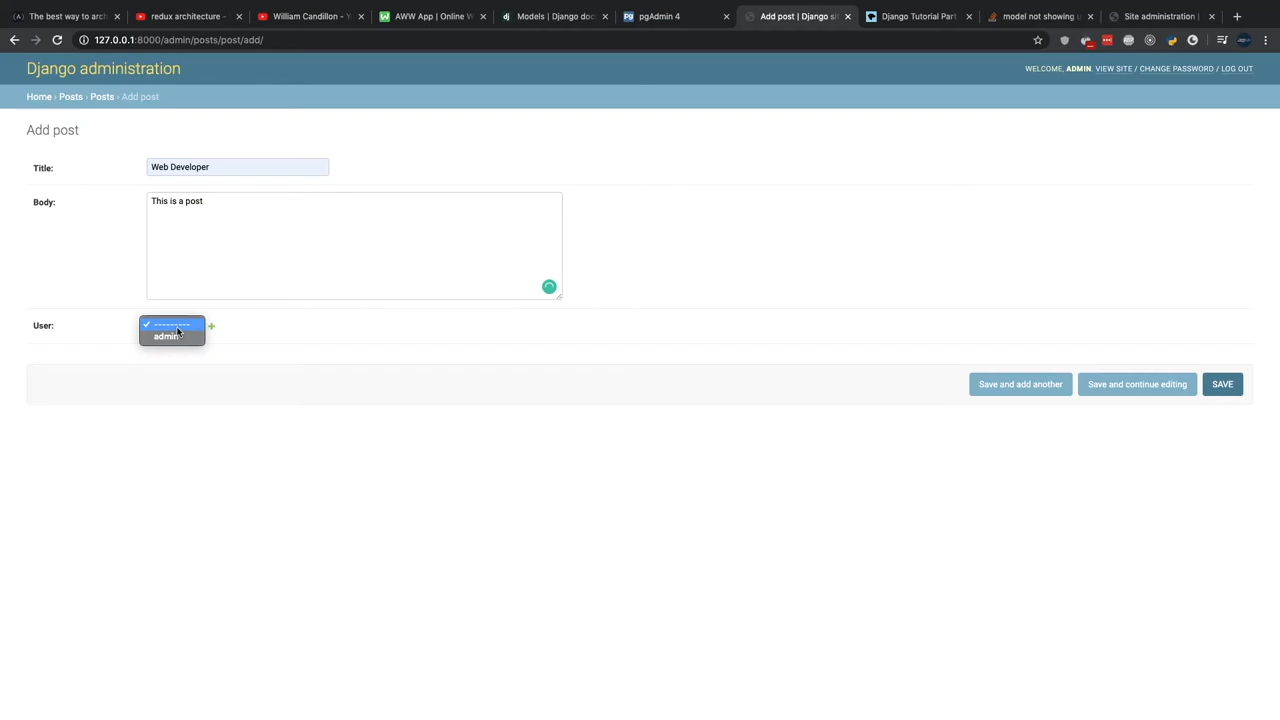 The best way to arch
redux architecture -
William Candillon - Y
AWW App | Online W
dj Models | Django doc
Pg pgAdmin 4
Add post | Django si
Django Tutorial Part
model not showing u
Site administration |
127.0.0.1:8000/admin/posts/post/add/
Django administration
WELCOME, ADMIN. VIEW SITE / CHANGE PASSWORD / LOG OUT
Home › Posts › Posts › Add post
Add post
Title: Web Developer
Body: This is a post
User: ---------
admin
Save and add another
Save and continue editing
SAVE